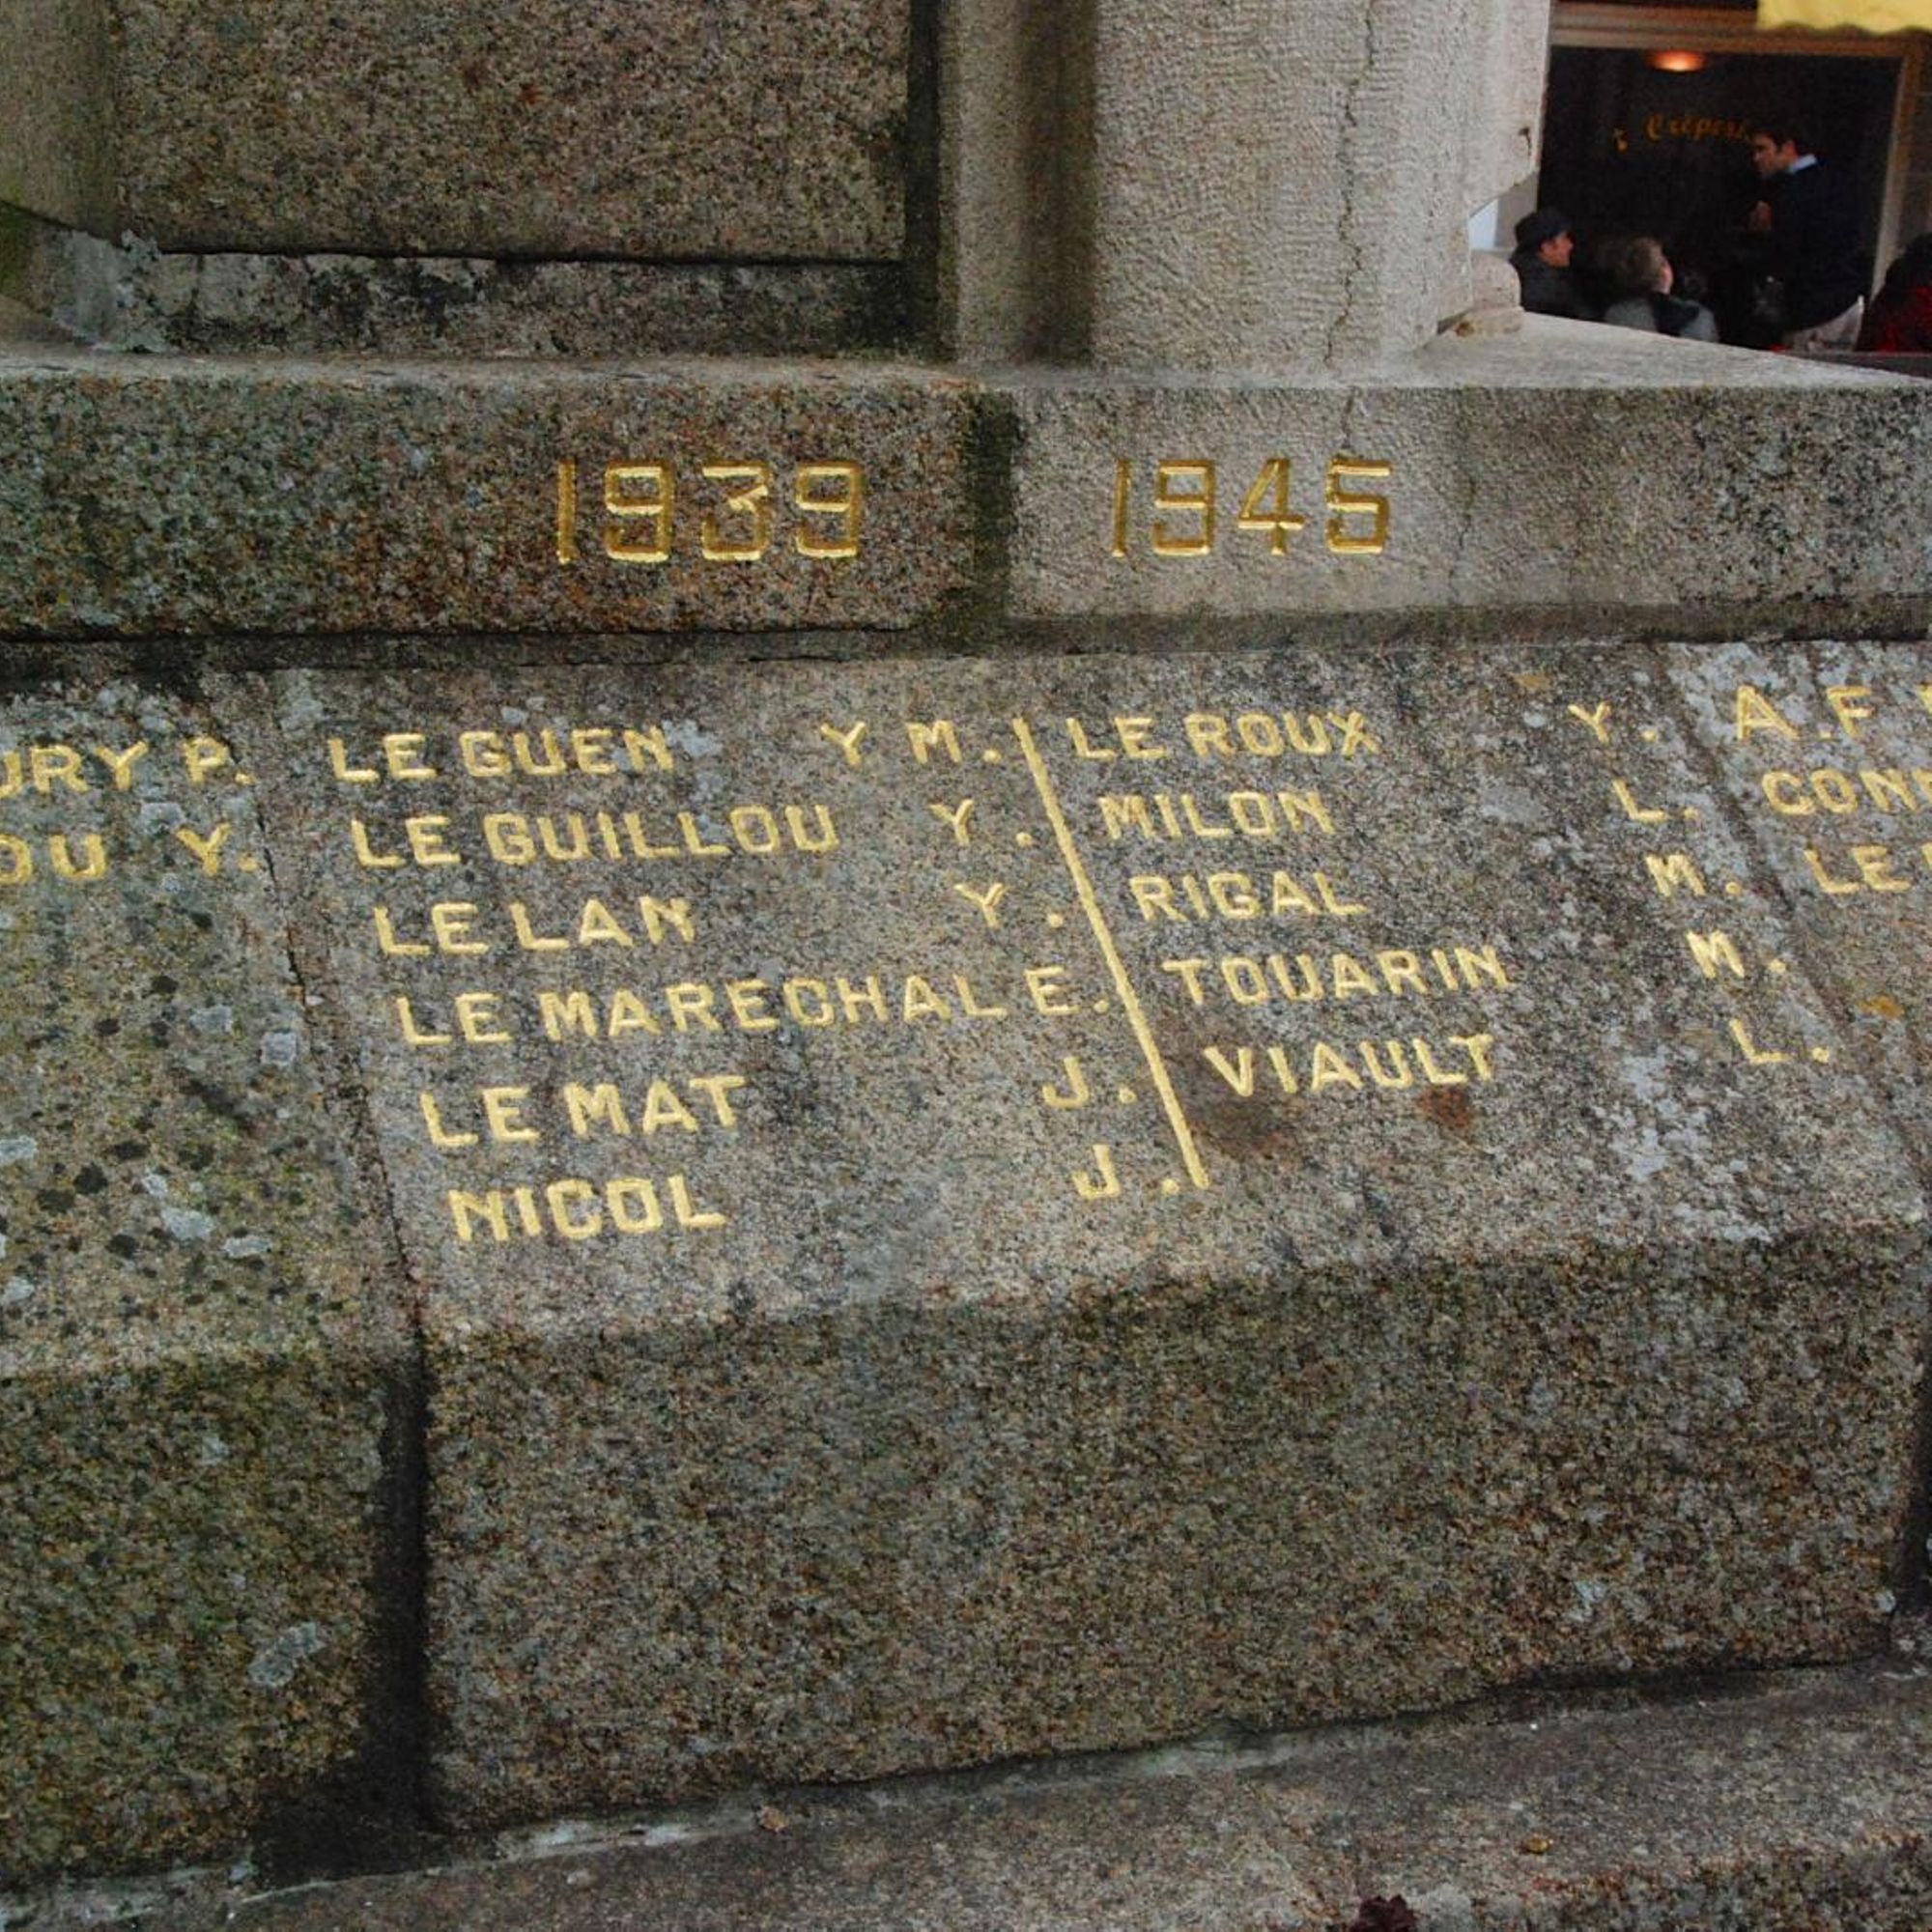 Crêperie
1939 1945
URY P. LE GUEN Y M. LE ROUX Y. A.F
OU Y. LE GUILLOU Y. MILON L. CON
LE LAN Y. RIGAL M. LE
LE MARECHAL E. TOUARIN M.
LE MAT J. VIAULT L.
NICOL J.